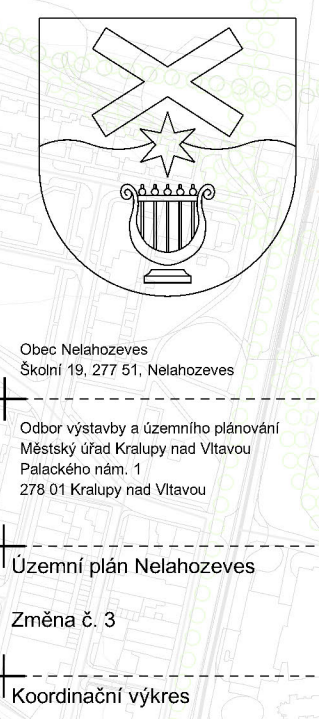 Obec Nelahozeves
Školní 19, 277 51, Nelahozeves
Odbor výstavby a územního plánování
Městský úřad Kralupy nad Vltavou
Palackého nám. 1
278 01 Kralupy nad Vltavou
Územní plán Nelahozeves
Změna č. 3
Koordinační výkres